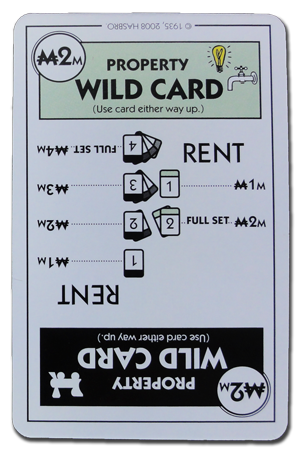 © 1935, 2008 HASBRO
₩2M
PROPERTY
WILD CARD
(Use card either way up.)
RENT
1 ₩1M
2 FULL SET ₩2M
₩2M
PROPERTY
WILD CARD
(Use card either way up.)
RENT
1 ₩1M
2 ₩2M
3 ₩3M
4 FULL SET ₩4M